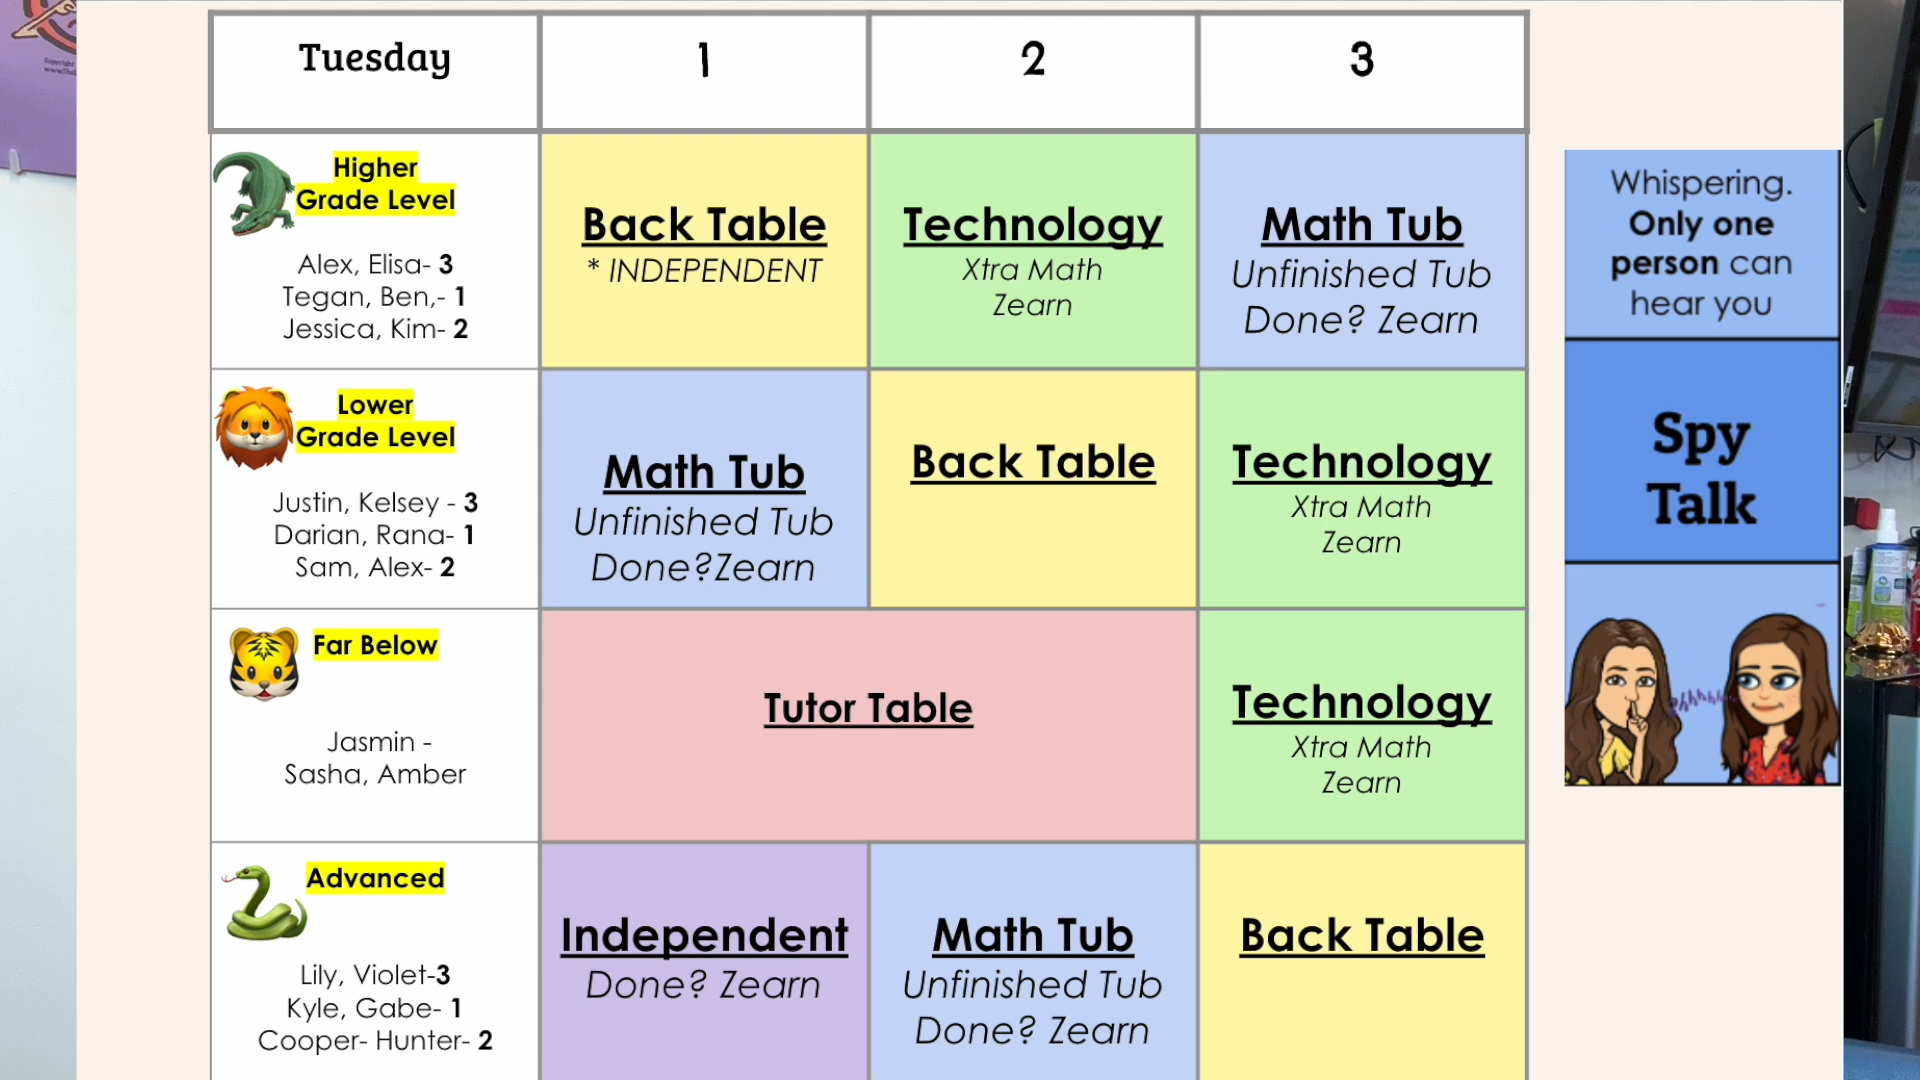 Tuesday
1
2
3
Higher
Grade Level
Alex, Elisa- 3
Tegan, Ben,- 1
Jessica, Kim- 2
Back Table
* INDEPENDENT
Technology
Xtra Math
Zearn
Math Tub
Unfinished Tub
Done? Zearn
Lower
Grade Level
Justin, Kelsey - 3
Darian, Rana- 1
Sam, Alex- 2
Math Tub
Unfinished Tub
Done?Zearn
Back Table
Technology
Xtra Math
Zearn
Far Below
Jasmin -
Sasha, Amber
Tutor Table
Technology
Xtra Math
Zearn
Advanced
Lily, Violet-3
Kyle, Gabe- 1
Cooper- Hunter- 2
Independent
Done? Zearn
Math Tub
Unfinished Tub
Done? Zearn
Back Table
Whispering.
Only one
person can
hear you
Spy
Talk